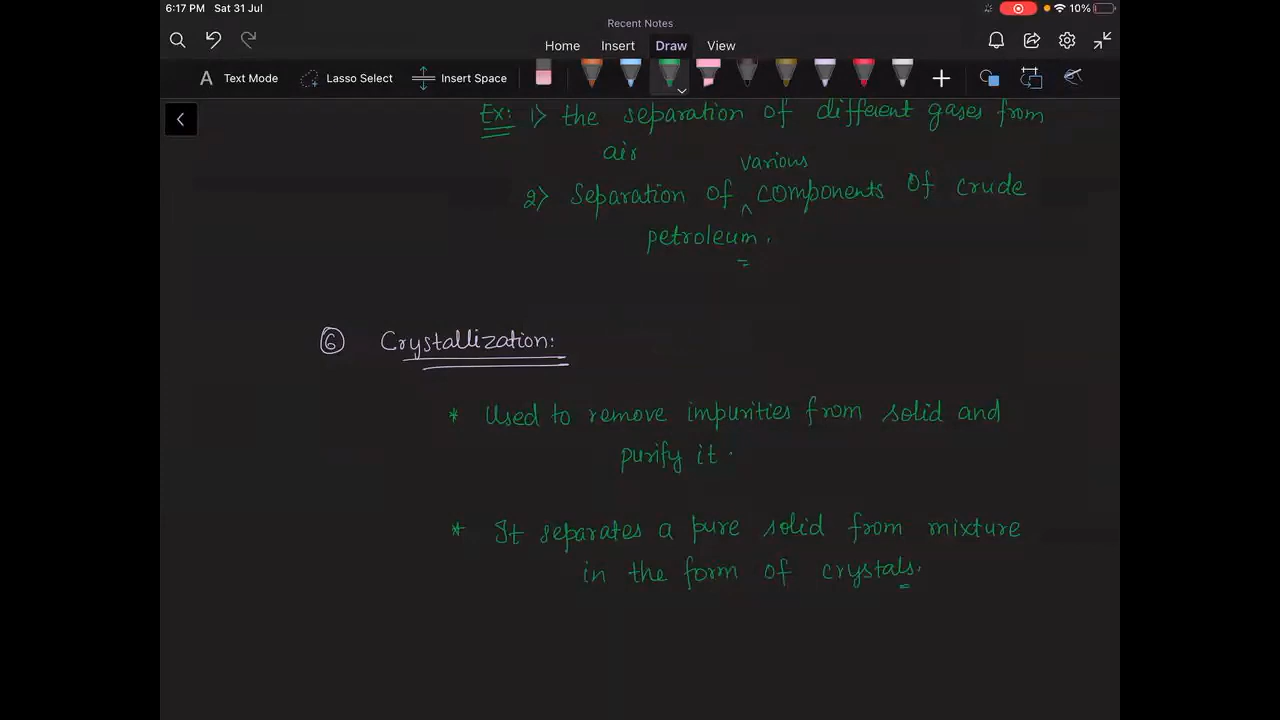 6:17 PM Sat 31 Jul
10%
Recent Notes
Home Insert Draw View
Text Mode Lasso Select Insert Space
Ex: 1> the separation of different gases from
air
various
2> Separation of ^ components of crude
petroleum.
6 Crystallization:
* Used to remove impurities from solid and
purify it.
* It separates a pure solid from mixture
in the form of crystals.